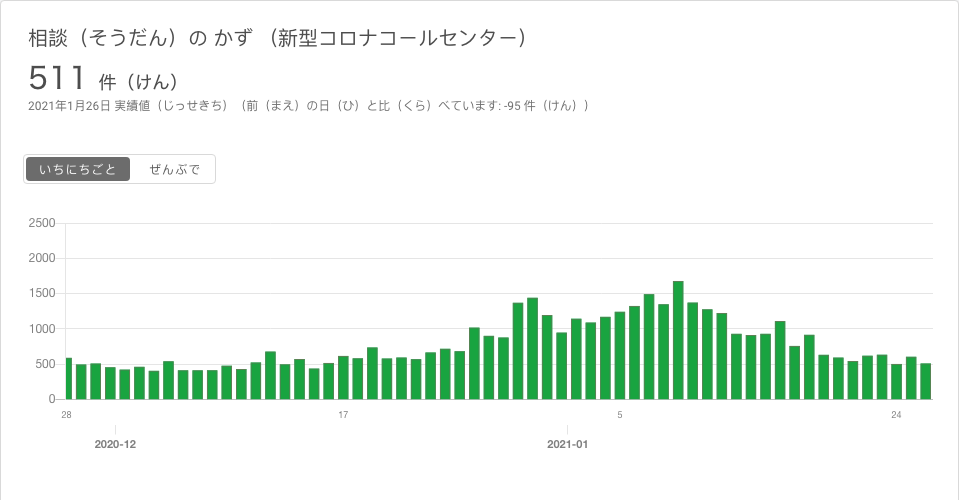 相談（そうだん）の かず （新型コロナコールセンター）
511 件（けん）
2021年1月26日 実績値（じっせきち）（前（まえ）の日（ひ）と比（くら）べています: -95 件（けん））
いちにちごと ぜんぶで
2500
2000
1500
1000
500
0
28 17 5 24
2020-12 2021-01